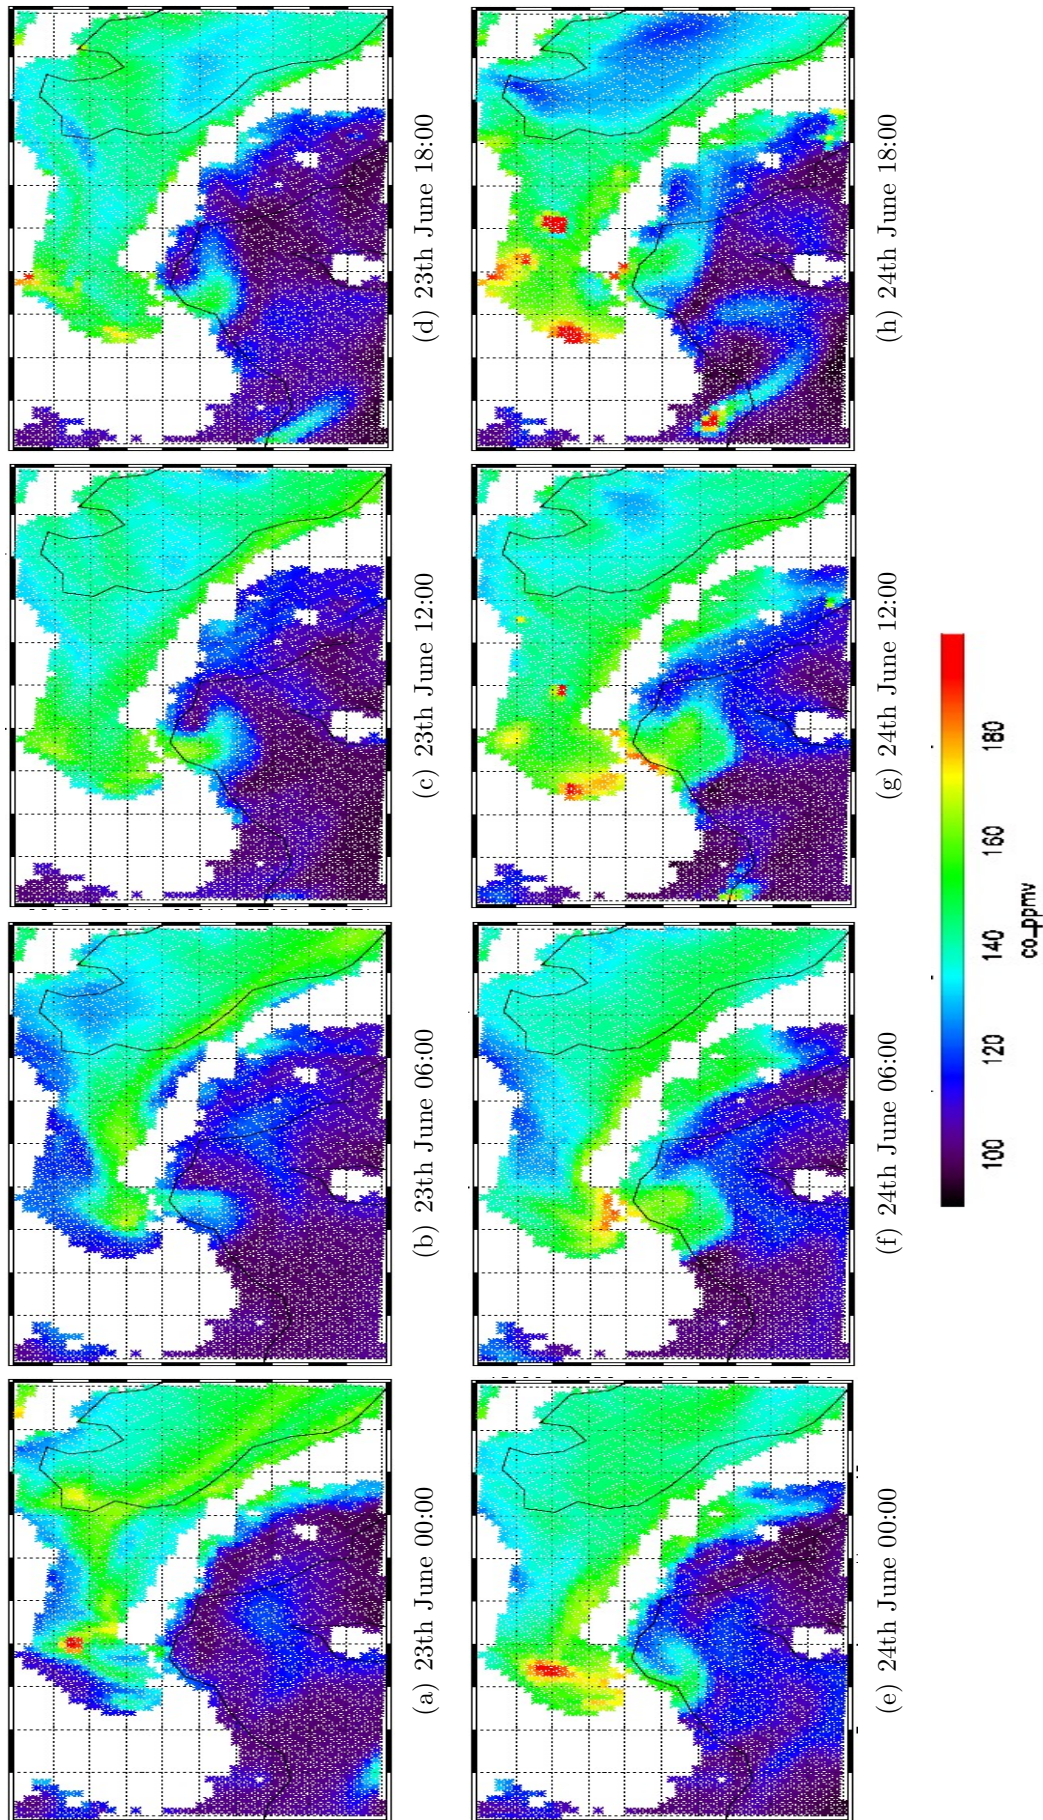 (a) 23th June 00:00
(b) 23th June 06:00
(c) 23th June 12:00
(d) 23th June 18:00
(e) 24th June 00:00
(f) 24th June 06:00
(g) 24th June 12:00
(h) 24th June 18:00
100 120 140 160 180
co_ppmv